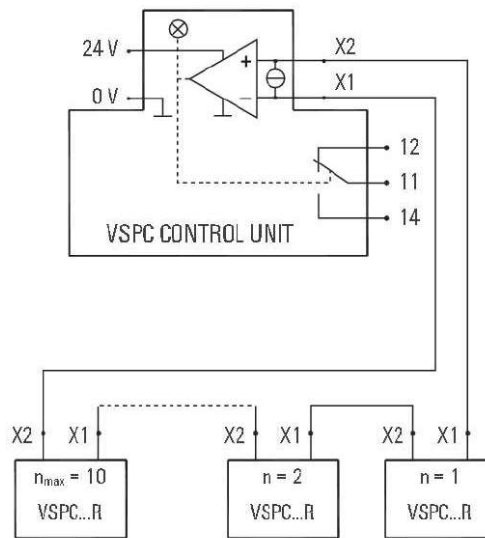 24 V
0 V
+
−
X2
X1
12
11
14
VSPC CONTROL UNIT
X2 X1 X2 X1 X2 X1
nmax = 10 n = 2 n = 1
VSPC...R VSPC...R VSPC...R